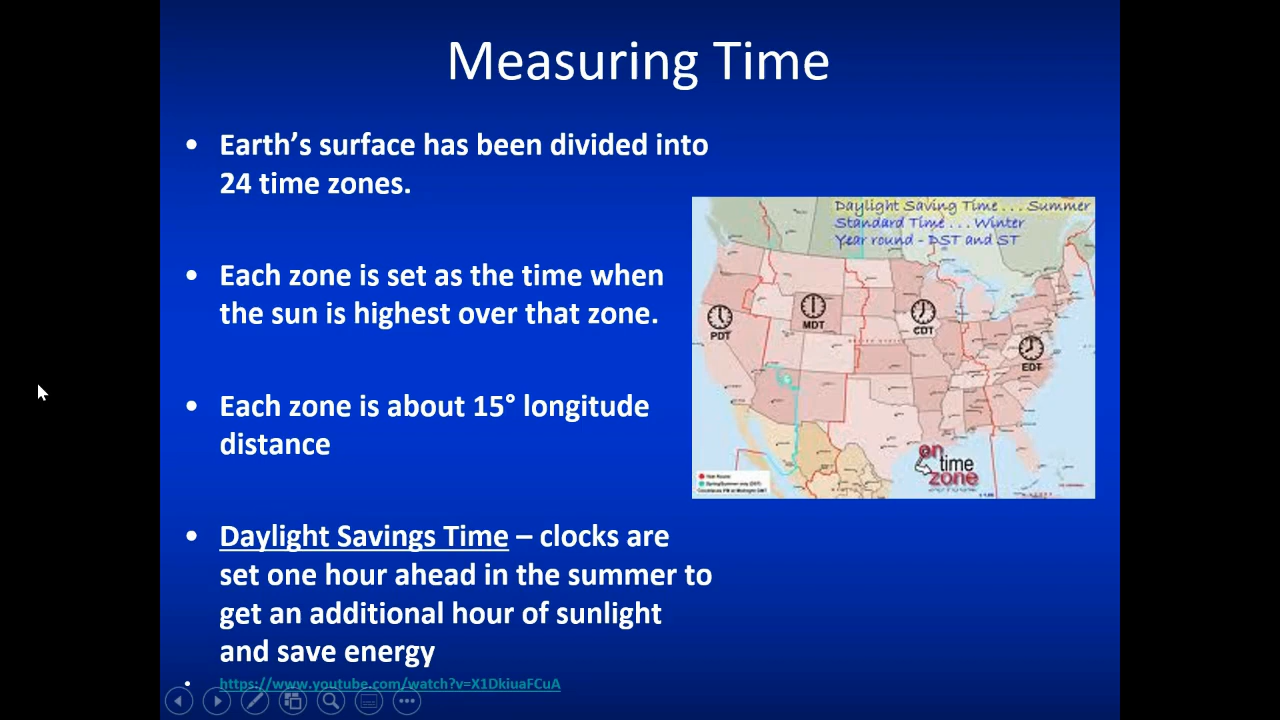 Measuring Time
• Earth’s surface has been divided into
24 time zones.
• Each zone is set as the time when
the sun is highest over that zone.
• Each zone is about 15° longitude
distance
• Daylight Savings Time – clocks are
set one hour ahead in the summer to
get an additional hour of sunlight
and save energy
• https://www.youtube.com/watch?v=X1DkiuaFCuA
Daylight Saving Time . . . Summer
Standard Time . . . Winter
Year round - DST and ST
PDT
MDT
CDT
EDT
on
time
zone